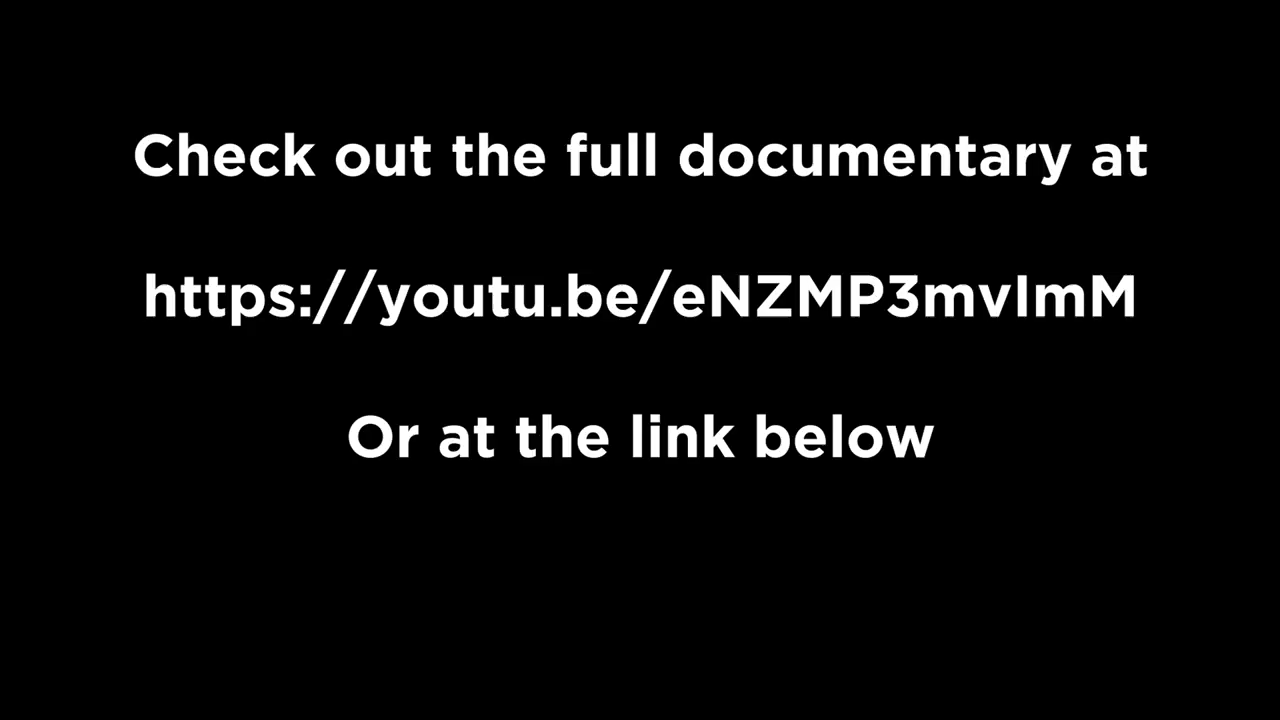 Check out the full documentary at
https://youtu.be/eNZMP3mvImM
Or at the link below